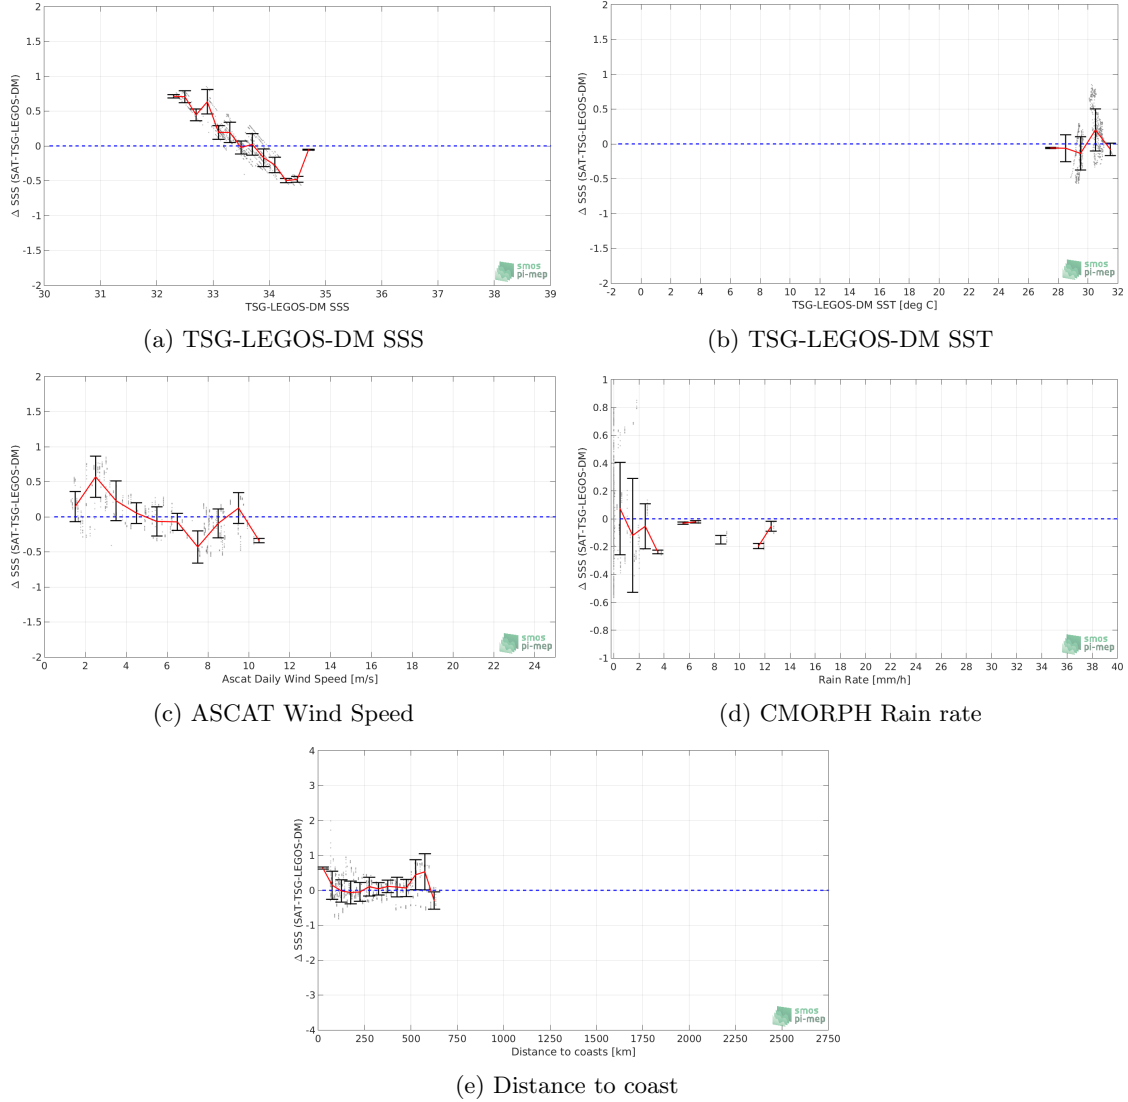 2
1.5
1
0.5
0
-0.5
-1
-1.5
-2
Δ SSS (SAT-TSG-LEGOS-DM)
30 31 32 33 34 35 36 37 38 39
TSG-LEGOS-DM SSS
smos
pi-mep
(a) TSG-LEGOS-DM SSS
2
1.5
1
0.5
0
-0.5
-1
-1.5
-2
Δ SSS (SAT-TSG-LEGOS-DM)
-2 0 2 4 6 8 10 12 14 16 18 20 22 24 26 28 30 32
TSG-LEGOS-DM SST [deg C]
smos
pi-mep
(b) TSG-LEGOS-DM SST
2
1.5
1
0.5
0
-0.5
-1
-1.5
-2
Δ SSS (SAT-TSG-LEGOS-DM)
0 2 4 6 8 10 12 14 16 18 20 22 24
Ascat Daily Wind Speed [m/s]
smos
pi-mep
(c) ASCAT Wind Speed
1
0.8
0.6
0.4
0.2
0
-0.2
-0.4
-0.6
-0.8
-1
Δ SSS (SAT-TSG-LEGOS-DM)
0 2 4 6 8 10 12 14 16 18 20 22 24 26 28 30 32 34 36 38 40
Rain Rate [mm/h]
smos
pi-mep
(d) CMORPH Rain rate
4
3
2
1
0
-1
-2
-3
-4
Δ SSS (SAT-TSG-LEGOS-DM)
0 250 500 750 1000 1250 1500 1750 2000 2250 2500 2750
Distance to coasts [km]
smos
pi-mep
(e) Distance to coast